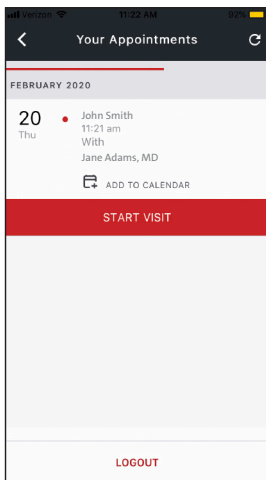 Verizon 11:22 AM 92%
Your Appointments
FEBRUARY 2020
20
Thu
John Smith
11:21 am
With
Jane Adams, MD
ADD TO CALENDAR
START VISIT
LOGOUT